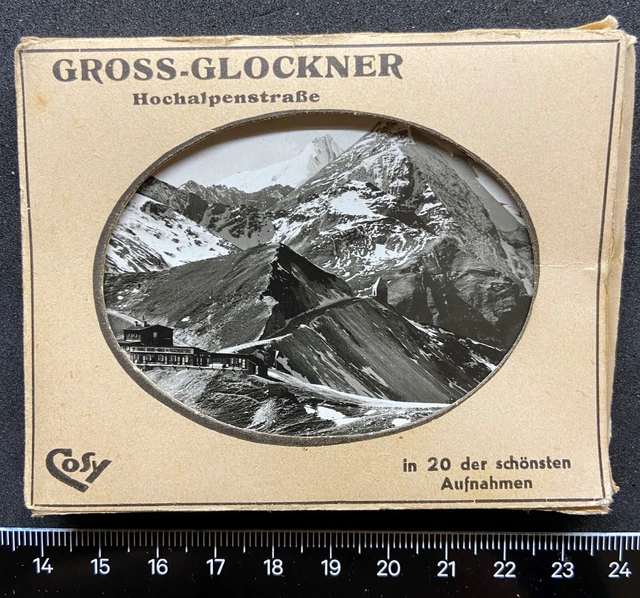 GROSS-GLOCKNER
Hochalpenstraße
Cosy
in 20 der schönsten
Aufnahmen
14 15 16 17 18 19 20 21 22 23 24